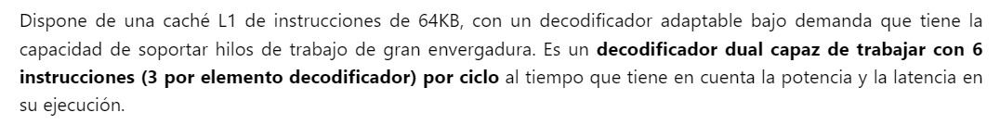 Dispone de una caché L1 de instrucciones de 64KB, con un decodificador adaptable bajo demanda que tiene la
capacidad de soportar hilos de trabajo de gran envergadura. Es un decodificador dual capaz de trabajar con 6
instrucciones (3 por elemento decodificador) por ciclo al tiempo que tiene en cuenta la potencia y la latencia en
su ejecución.